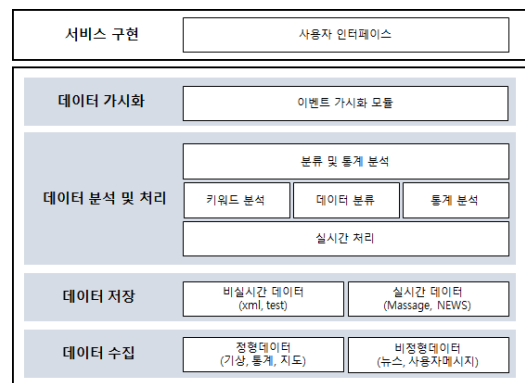 서비스 구현
사용자 인터페이스
데이터 가시화
이벤트 가시화 모듈
데이터 분석 및 처리
분류 및 통계 분석
키워드 분석
데이터 분류
통계 분석
실시간 처리
데이터 저장
비실시간 데이터
(xml, test)
실시간 데이터
(Massage, NEWS)
데이터 수집
정형데이터
(기상, 통계, 지도)
비정형데이터
(뉴스, 사용자메시지)